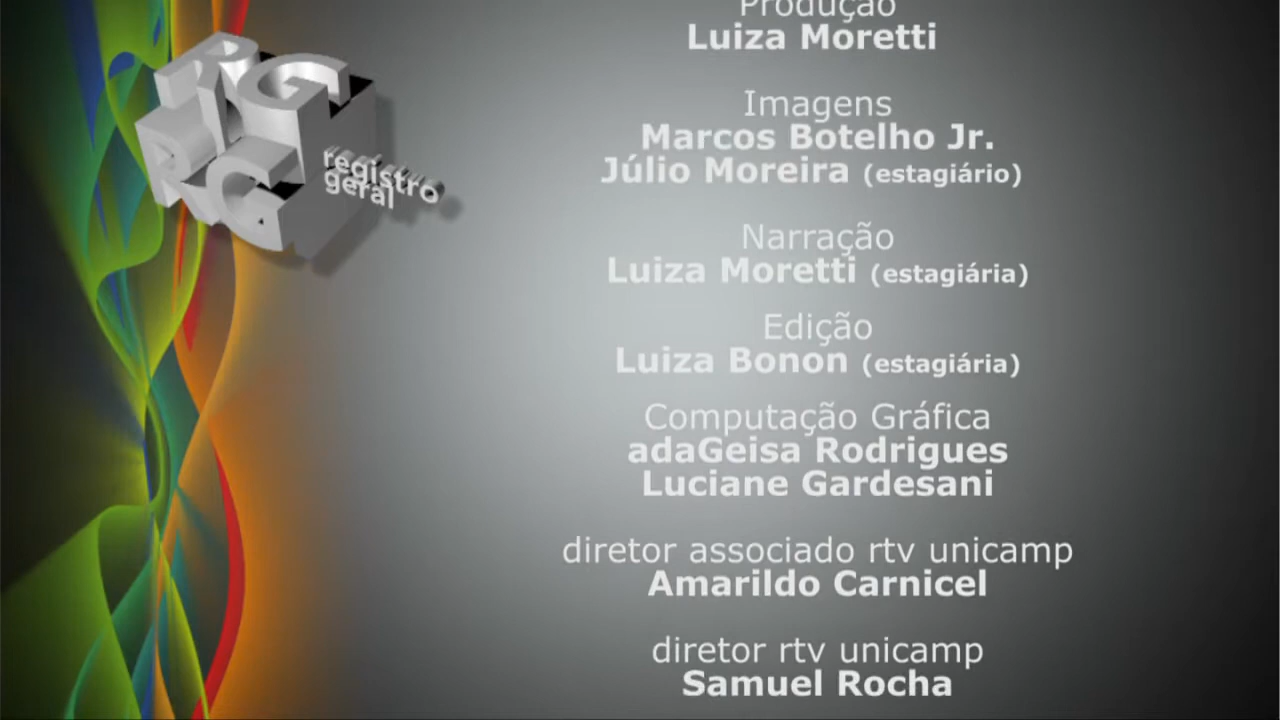 Produção
Luiza Moretti
Imagens
Marcos Botelho Jr.
Júlio Moreira (estagiário)
Narração
Luiza Moretti (estagiária)
Edição
Luiza Bonon (estagiária)
Computação Gráfica
adaGeisa Rodrigues
Luciane Gardesani
diretor associado rtv unicamp
Amarildo Carnicel
diretor rtv unicamp
Samuel Rocha
RG
RG
registro
geral